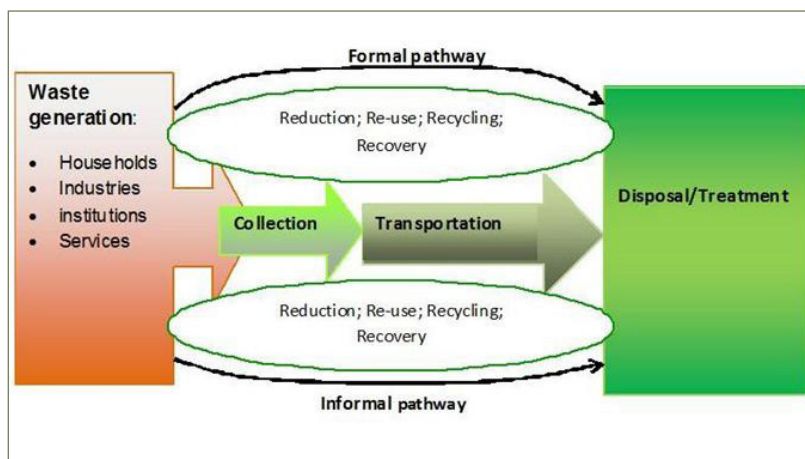 Formal pathway
Waste
generation:
• Households
• Industries
• institutions
• Services
Reduction; Re-use; Recycling;
Recovery
Collection
Transportation
Disposal/Treatment
Reduction; Re-use; Recycling;
Recovery
Informal pathway